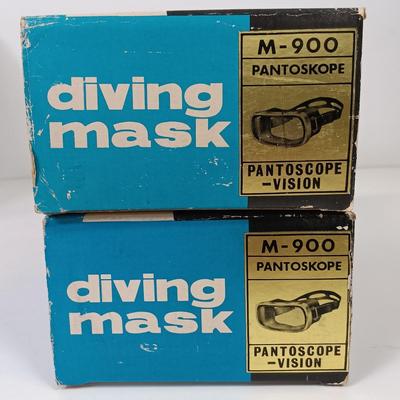 diving
mask
M-900
PANTOSKOPE
PANTOSCOPE
-VISION
diving
mask
M-900
PANTOSKOPE
PANTOSCOPE
-VISION